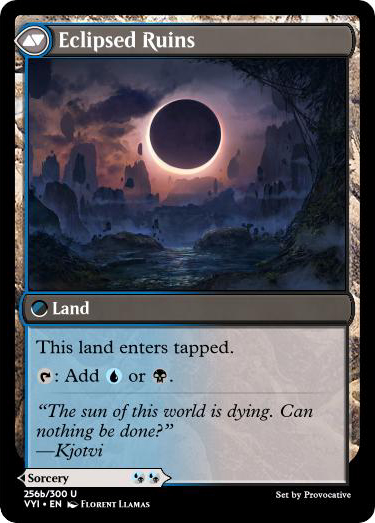 Eclipsed Ruins
Land
This land enters tapped.
: Add or .
“The sun of this world is dying. Can
nothing be done?”
—Kjotvi
Sorcery
256b/300 U
VYI • EN FLORENT LLAMAS
Set by Provocative